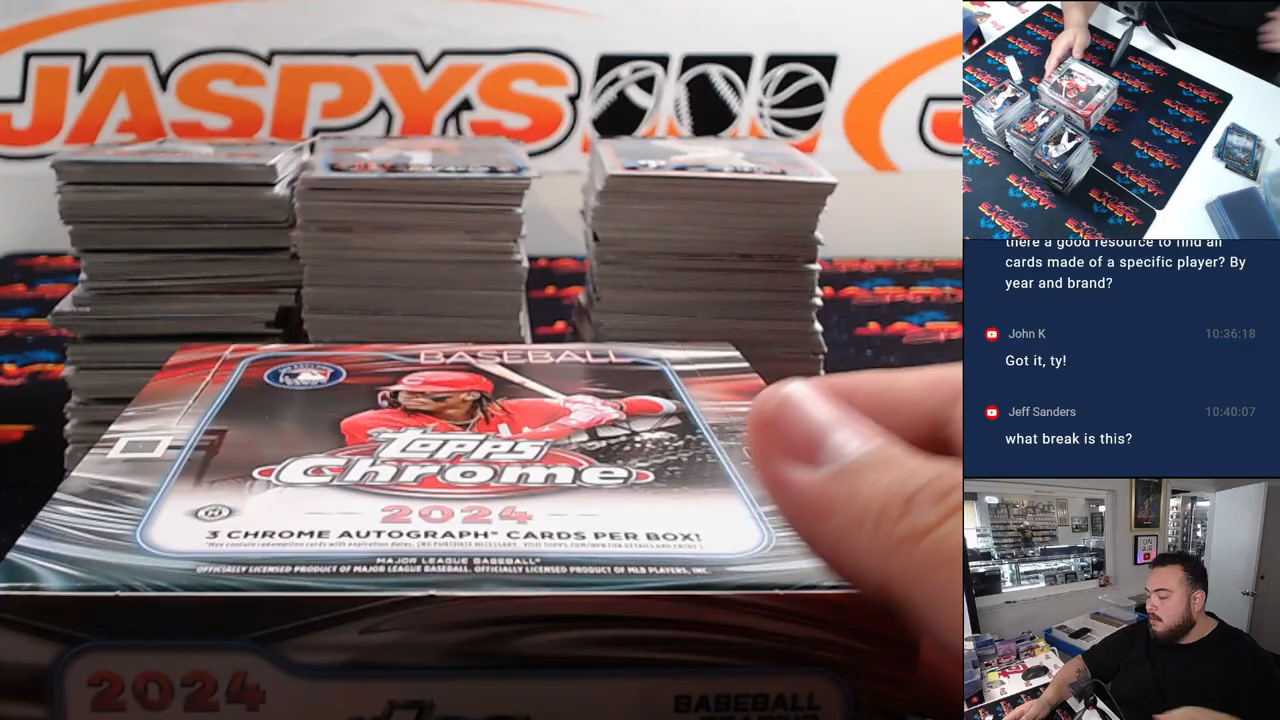 JASPYS
BASEBALL
Topps
Chrome
2024
3 CHROME AUTOGRAPH* CARDS PER BOX!
MAJOR LEAGUE BASEBALL
OFFICIALLY LICENSED PRODUCT OF MAJOR LEAGUE BASEBALL. OFFICIALLY LICENSED PRODUCT OF MLB PLAYERS, INC.
2024
BASEBALL
there a good resource to find all
cards made of a specific player? By
year and brand?
John K 10:36:18
Got it, ty!
Jeff Sanders 10:40:07
what break is this?
ON
AIR